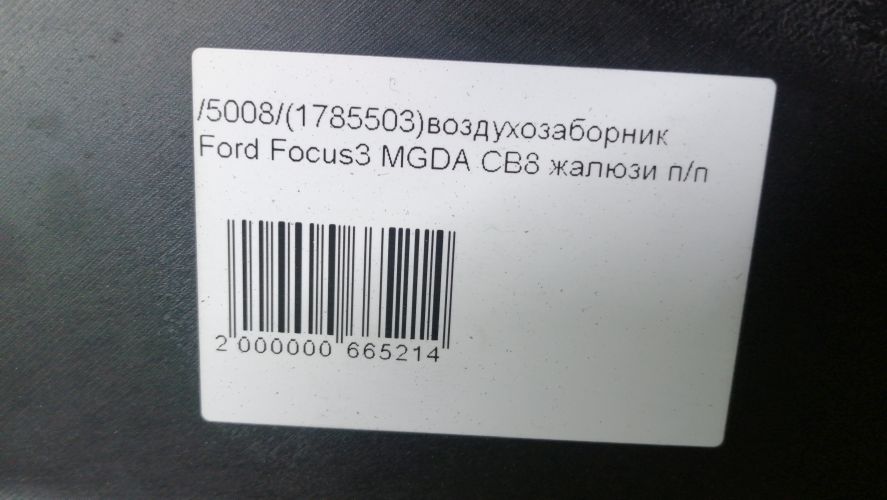 /5008/(1785503)воздухозаборник
Ford Focus3 MGDA CB8 жалюзи п/п
2 000000 665214